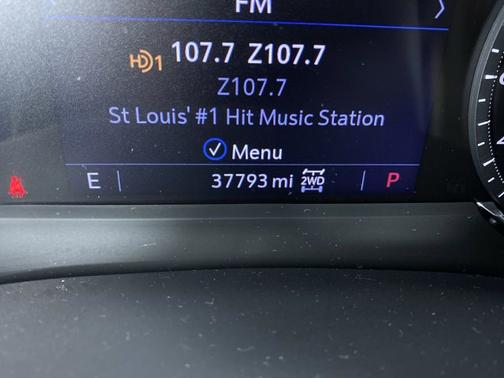 FM
HD1 107.7 Z107.7
Z107.7
St Louis' #1 Hit Music Station
Menu
E 37793 mi 2WD P